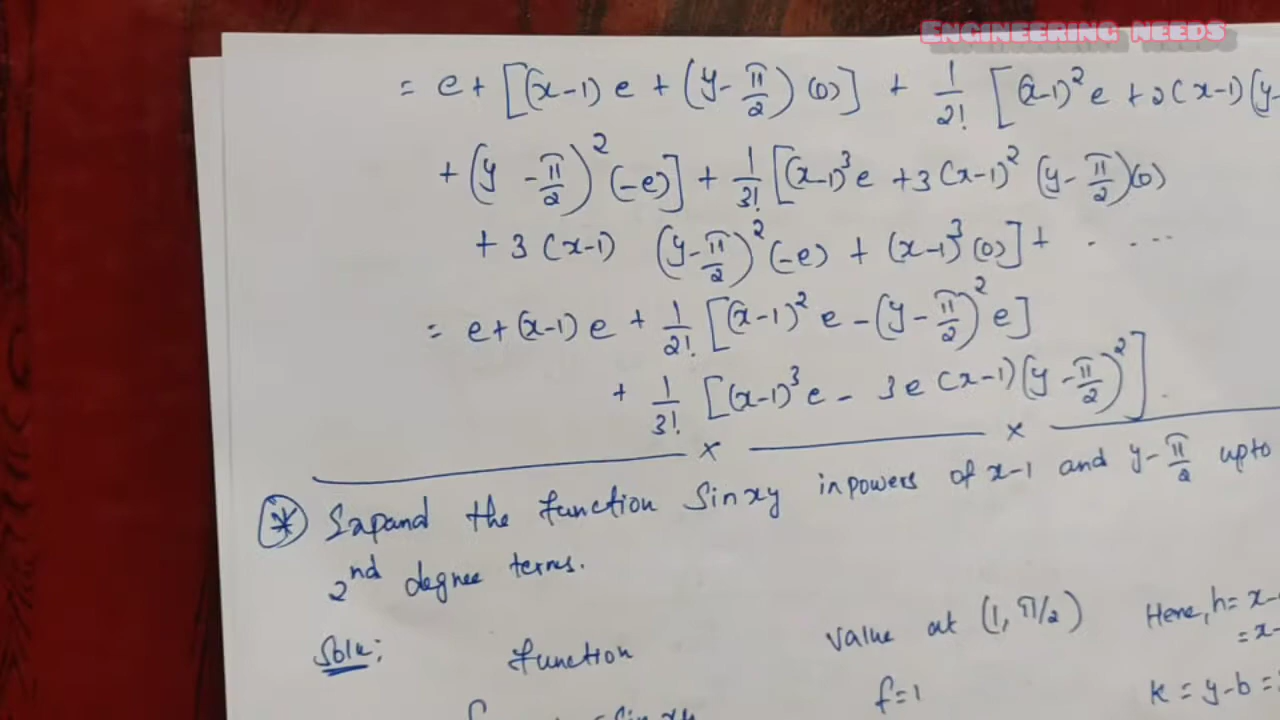 ENGINEERING NEEDS
= e + [(x-1) e + (y - π/2) (0)] + 1/2! [(x-1)² e + 2(x-1)(y-
+ (y - π/2)² (-e)] + 1/3! [(x-1)³ e + 3(x-1)² (y - π/2)(0)
+ 3 (x-1) (y - π/2)² (-e) + (x-1)³ (0)] + . ...
= e + (x-1) e + 1/2! [(x-1)² e - (y - π/2)² e]
+ 1/3! [(x-1)³ e - 3e (x-1)(y - π/2)²].
x x
* Expand the function Sinxy in powers of x-1 and y - π/2 upto
2nd degree terms.
Soln:
function value at (1, π/2) Here, h = x-
= x-
f = 1 k = y-b =
= sin xy